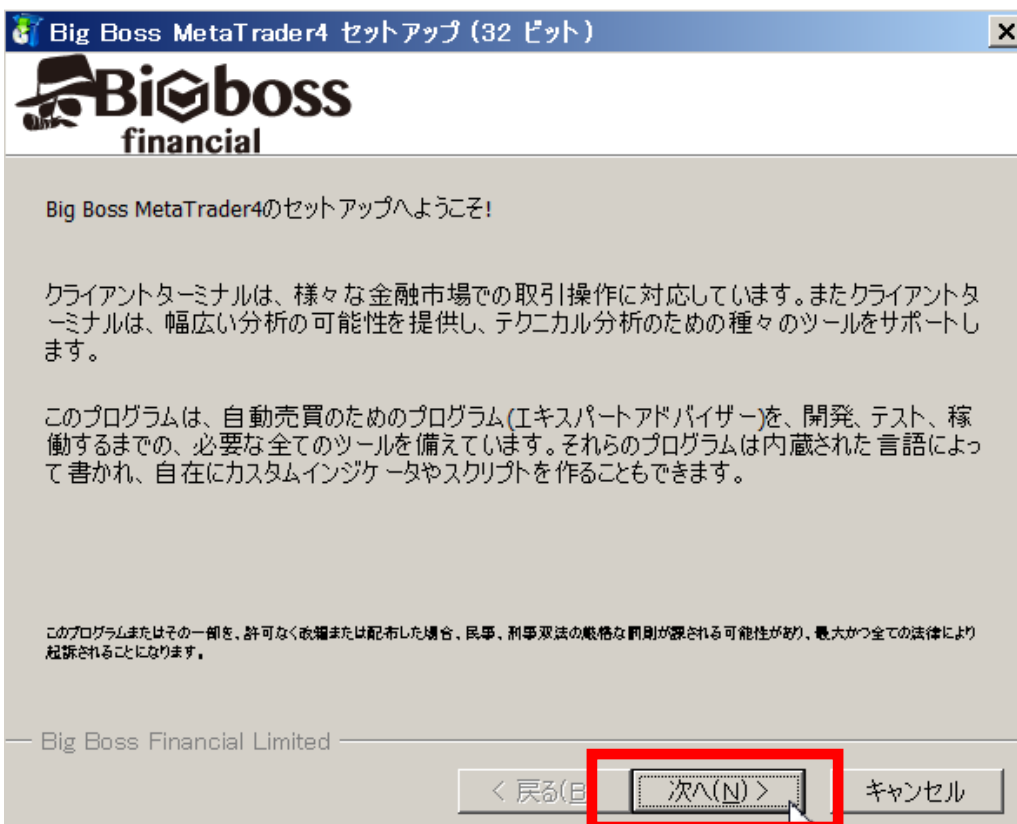 Big Boss MetaTrader4 セットアップ (32 ビット)
Bigboss
financial
Big Boss MetaTrader4のセットアップへようこそ!
クライアントターミナルは、様々な金融市場での取引操作に対応しています。またクライアントタ
ーミナルは、幅広い分析の可能性を提供し、テクニカル分析のための種々のツールをサポートし
ます。
このプログラムは、自動売買のためのプログラム(エキスパートアドバイザー)を、開発、テスト、稼
働するまでの、必要な全てのツールを備えています。それらのプログラムは内蔵された言語によっ
て書かれ、自在にカスタムインジケータやスクリプトを作ることもできます。
このプログラムまたはその一部を、許可なく改編または配布した場合、民事、刑事双法の厳格な罰則が課される可能性があり、最大かつ全ての法律により
起訴されることになります。
Big Boss Financial Limited
< 戻る(B
次へ(N) >
キャンセル